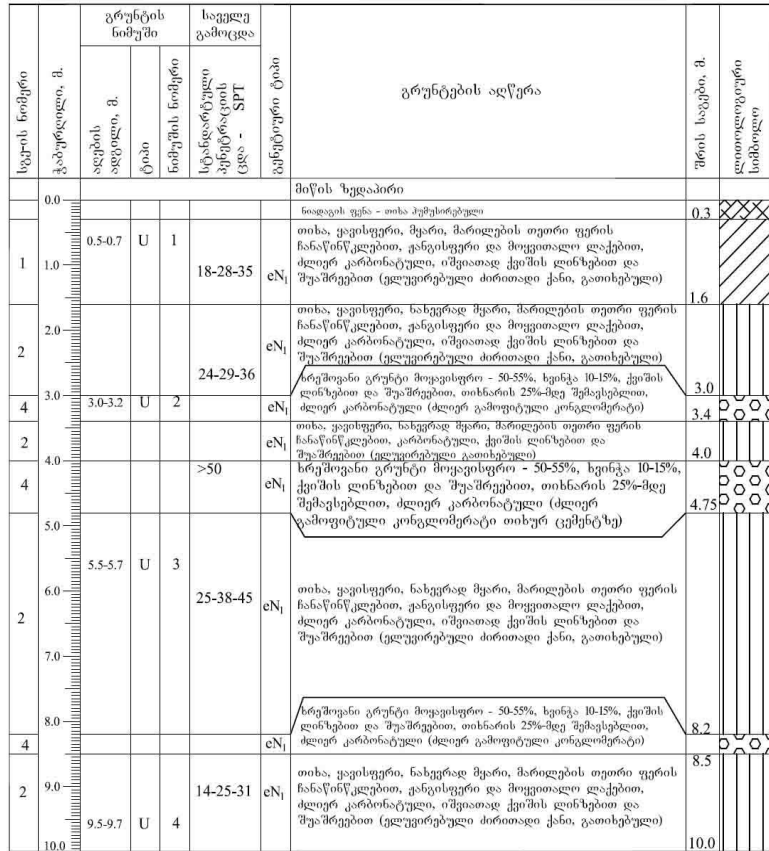 სგე-ის ნომერი
ჭაბურღილი, მ.
გრუნტის
ნიმუში
აღების
ადგილი, მ.
ტიპი
ნიმუშის ნომერი
საველე
გამოცდა
სტანდარტული
პენეტრაციის
ცდა - SPT
გენეტიური ტიპი
გრუნტების აღწერა
შრის საგები, მ.
ლითოლოგიური
სიმბოლო
0.0
მიწის ზედაპირი
ნიადაგის ფენა - თიხა ჰუმუსირებული
0.3
1
0.5-0.7 U 1
1.0
18-28-35
eN1
თიხა, ყავისფერი, მყარი, მარილების თეთრი ფერის
ჩანაწინწკლებით, ჟანგისფერი და მოყვითალო ლაქებით,
ძლიერ კარბონატული, იშვიათად ქვიშის ლინზებით და
შუაშრეებით (ელუვირებული ძირითადი ქანი, გათიხებული)
1.6
2
2.0
24-29-36
eN1
თიხა, ყავისფერი, ნახევრად მყარი, მარილების თეთრი ფერის
ჩანაწინწკლებით, ჟანგისფერი და მოყვითალო ლაქებით,
ძლიერ კარბონატული, იშვიათად ქვიშის ლინზებით და
შუაშრეებით (ელუვირებული ძირითადი ქანი, გათიხებული)
3.0
4
3.0
3.0-3.2 U 2
eN1
ხრეშოვანი გრუნტი მოყავისფრო - 50-55%, ხვინჭა 10-15%, ქვიშის
ლინზებით და შუაშრეებით, თიხნარის 25%-მდე შემავსებლით,
ძლიერ კარბონატული (ძლიერ გამოფიტული კონგლომერატი)
3.4
2
eN1
თიხა, ყავისფერი, ნახევრად მყარი, მარილების თეთრი ფერის
ჩანაწინწკლებით, კარბონატული, ქვიშის ლინზებით და
შუაშრეებით (ელუვირებული გათიხებული)
4.0
4
4.0
>50
eN1
ხრეშოვანი გრუნტი მოყავისფრო - 50-55%, ხვინჭა 10-15%,
ქვიშის ლინზებით და შუაშრეებით, თიხნარის 25%-მდე
შემავსებლით, ძლიერ კარბონატული (ძლიერ
გამოფიტული კონგლომერატი თიხურ ცემენტზე)
4.75
2
5.0
5.5-5.7 U 3
6.0
25-38-45
eN1
თიხა, ყავისფერი, ნახევრად მყარი, მარილების თეთრი ფერის
ჩანაწინწკლებით, ჟანგისფერი და მოყვითალო ლაქებით,
ძლიერ კარბონატული, იშვიათად ქვიშის ლინზებით და
შუაშრეებით (ელუვირებული ძირითადი ქანი, გათიხებული)
7.0
8.0
8.2
4
eN1
ხრეშოვანი გრუნტი მოყავისფრო - 50-55%, ხვინჭა 10-15%, ქვიშის
ლინზებით და შუაშრეებით, თიხნარის 25%-მდე შემავსებლით,
ძლიერ კარბონატული (ძლიერ გამოფიტული კონგლომერატი)
8.5
2
9.0
14-25-31
eN1
თიხა, ყავისფერი, ნახევრად მყარი, მარილების თეთრი ფერის
ჩანაწინწკლებით, ჟანგისფერი და მოყვითალო ლაქებით,
ძლიერ კარბონატული, იშვიათად ქვიშის ლინზებით და
შუაშრეებით (ელუვირებული ძირითადი ქანი, გათიხებული)
9.5-9.7 U 4
10.0
10.0